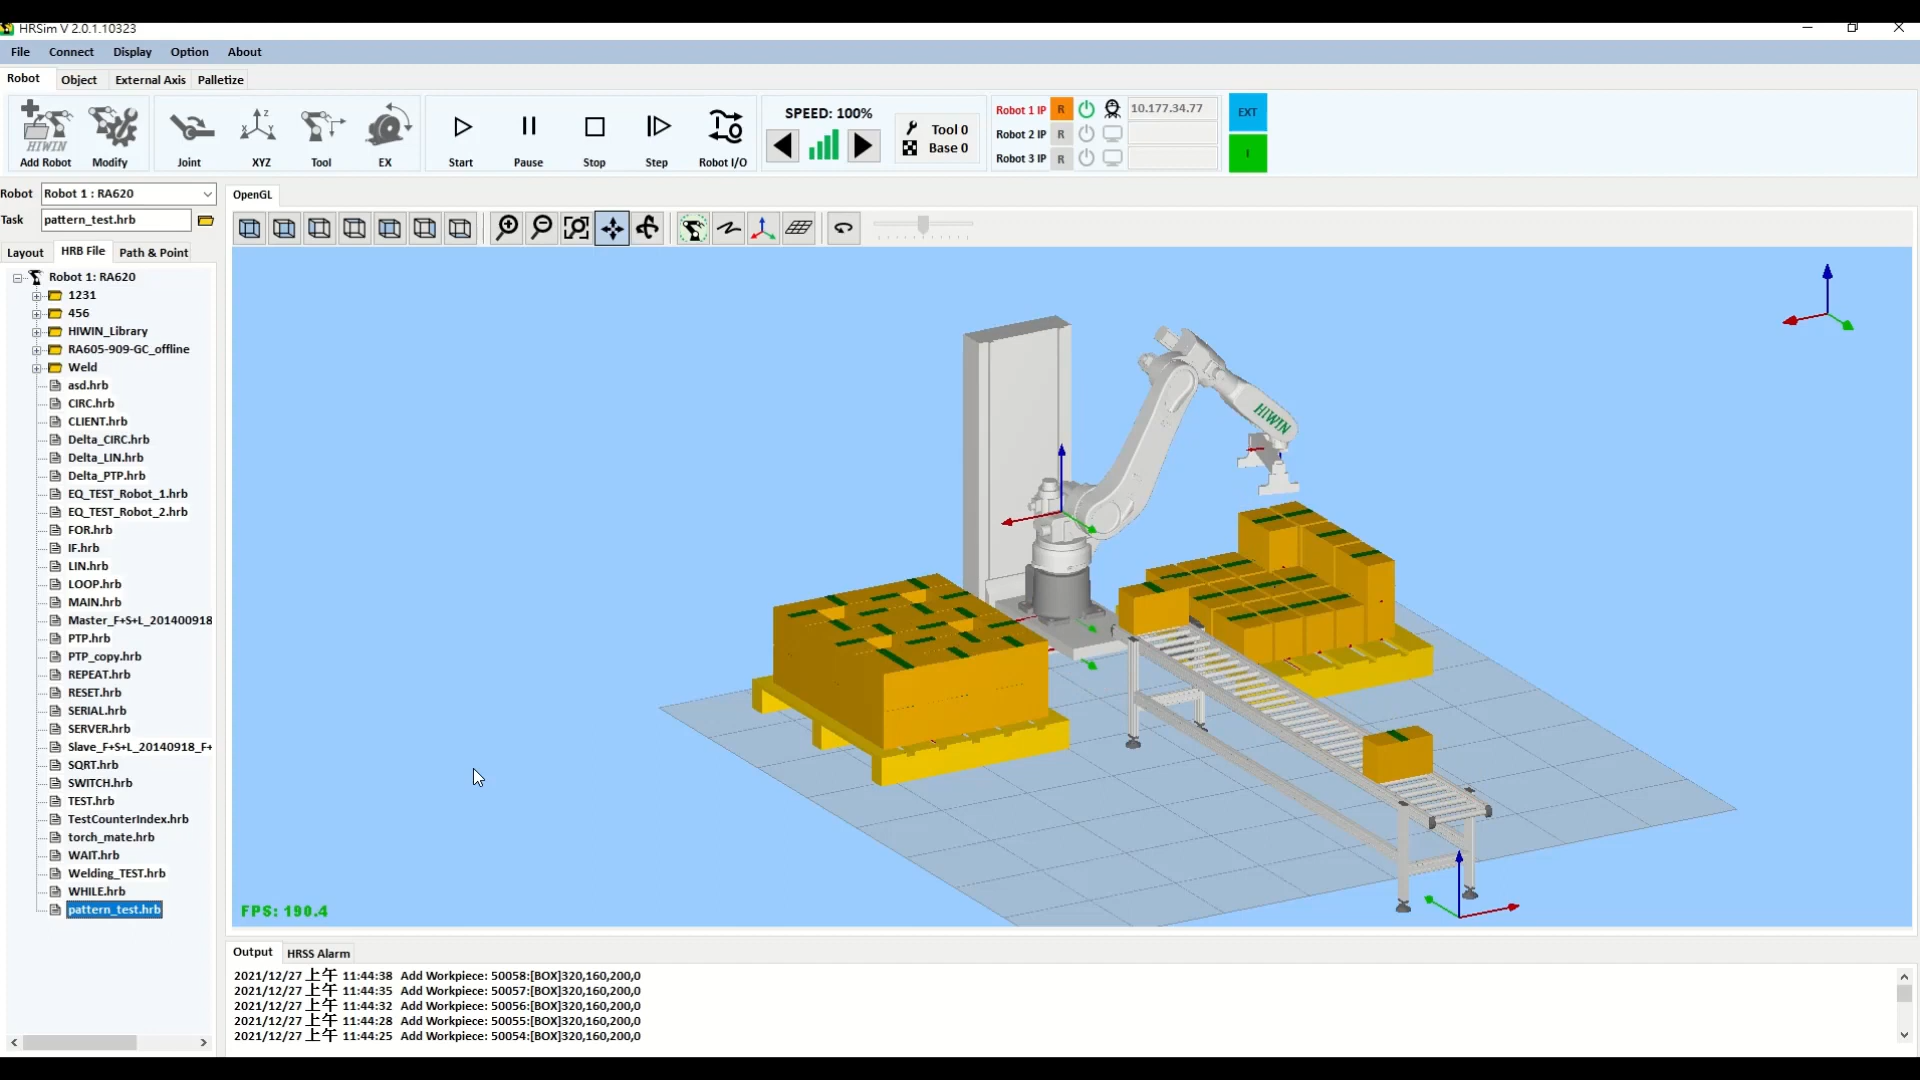 HRSim V 2.0.1.10323
File Connect Display Option About
Robot Object External Axis Palletize
HIWIN
Add Robot Modify Joint XYZ Tool EX Start Pause Stop Step Robot I/O
SPEED: 100%
Tool 0
Base 0
Robot 1 IP R 10.177.34.77
Robot 2 IP R
Robot 3 IP R
EXT
I
Robot Robot 1 : RA620
Task pattern_test.hrb
Layout HRB File Path & Point
Robot 1: RA620
1231
456
HIWIN_Library
RA605-909-GC_offline
Weld
asd.hrb
CIRC.hrb
CLIENT.hrb
Delta_CIRC.hrb
Delta_LIN.hrb
Delta_PTP.hrb
EQ_TEST_Robot_1.hrb
EQ_TEST_Robot_2.hrb
FOR.hrb
IF.hrb
LIN.hrb
LOOP.hrb
MAIN.hrb
Master_F+S+L_201400918
PTP.hrb
PTP_copy.hrb
REPEAT.hrb
RESET.hrb
SERIAL.hrb
SERVER.hrb
Slave_F+S+L_20140918_F+
SQRT.hrb
SWITCH.hrb
TEST.hrb
TestCounterIndex.hrb
torch_mate.hrb
WAIT.hrb
Welding_TEST.hrb
WHILE.hrb
pattern_test.hrb
OpenGL
HIWIN
FPS: 190.4
Output HRSS Alarm
2021/12/27 上午 11:44:38 Add Workpiece: 50058:[BOX]320,160,200,0
2021/12/27 上午 11:44:35 Add Workpiece: 50057:[BOX]320,160,200,0
2021/12/27 上午 11:44:32 Add Workpiece: 50056:[BOX]320,160,200,0
2021/12/27 上午 11:44:28 Add Workpiece: 50055:[BOX]320,160,200,0
2021/12/27 上午 11:44:25 Add Workpiece: 50054:[BOX]320,160,200,0